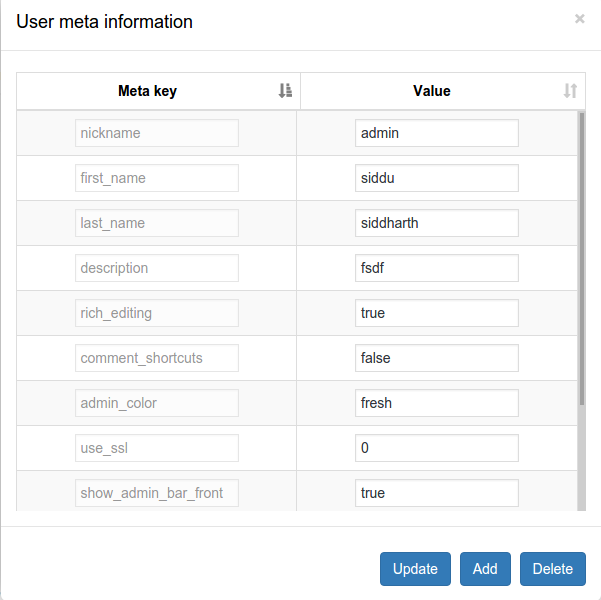 User meta information ×
Meta key Value
nickname admin
first_name siddu
last_name siddharth
description fsdf
rich_editing true
comment_shortcuts false
admin_color fresh
use_ssl 0
show_admin_bar_front true
Update Add Delete